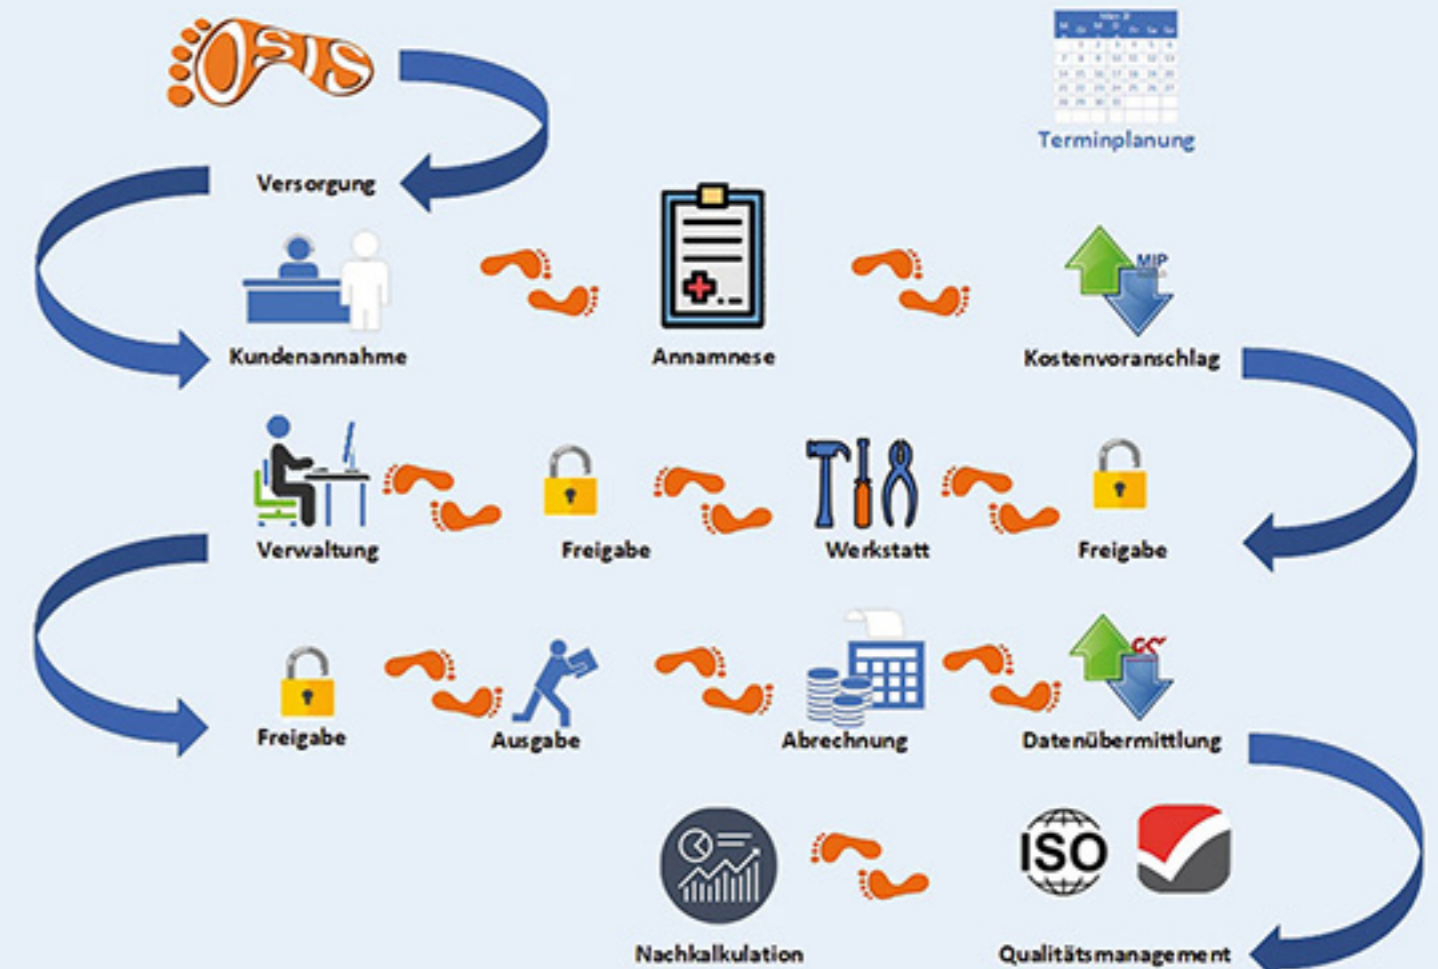 OSIS
Terminplanung
Versorgung
MIP
Kundenannahme
Annamnese
Kostenvoranschlag
Verwaltung
Freigabe
Werkstatt
Freigabe
Freigabe
Ausgabe
Abrechnung
Datenübermittlung
ISO
Nachkalkulation
Qualitätsmanagement